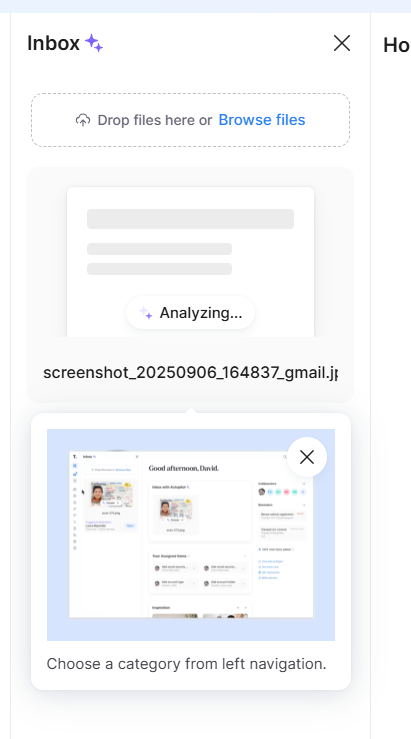 Inbox
Ho
Drop files here or Browse files
Analyzing...
screenshot_20250906_164837_gmail.jp
Good afternoon, David.
Choose a category from left navigation.